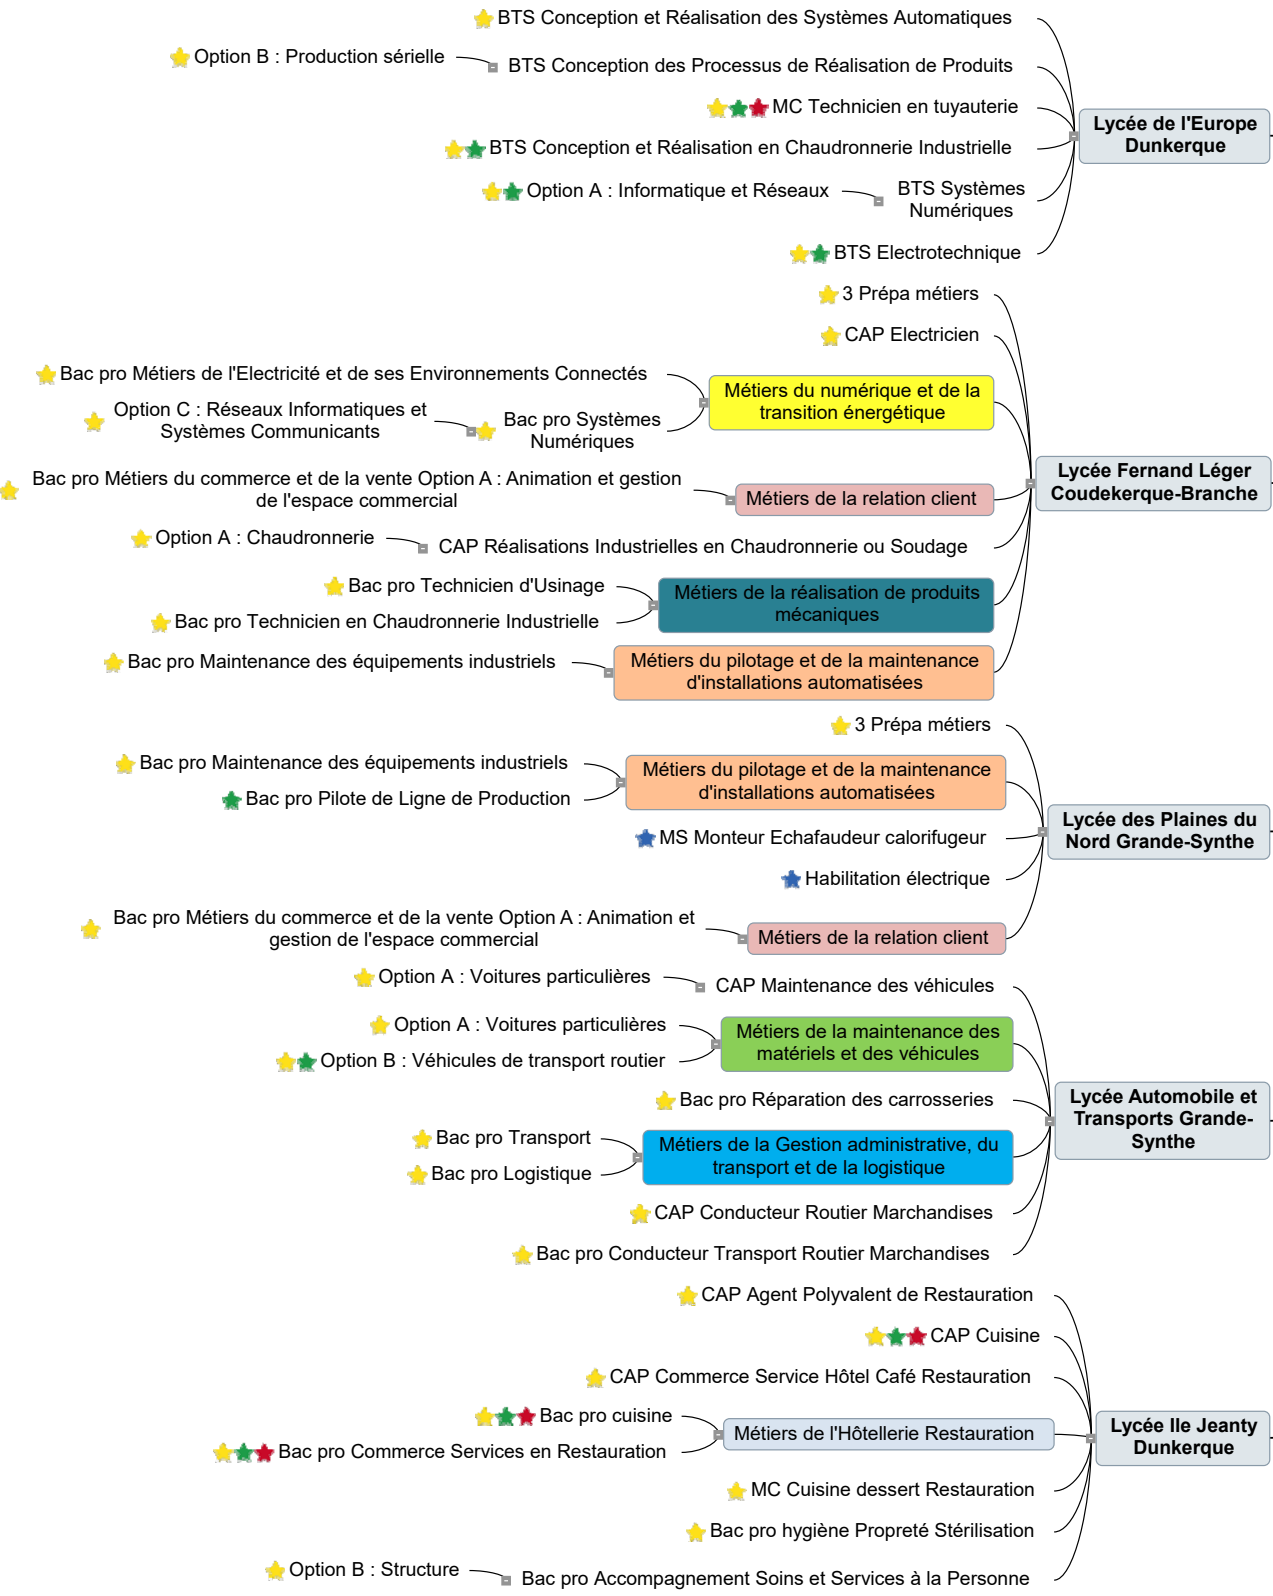 BTS Conception et Réalisation des Systèmes Automatiques
Option B : Production sérielle
BTS Conception des Processus de Réalisation de Produits
MC Technicien en tuyauterie
BTS Conception et Réalisation en Chaudronnerie Industrielle
Option A : Informatique et Réseaux
BTS Systèmes
Numériques
BTS Electrotechnique
Lycée de l'Europe
Dunkerque
3 Prépa métiers
CAP Electricien
Bac pro Métiers de l'Electricité et de ses Environnements Connectés
Option C : Réseaux Informatiques et
Systèmes Communicants
Bac pro Systèmes
Numériques
Métiers du numérique et de la
transition énergétique
Bac pro Métiers du commerce et de la vente Option A : Animation et gestion
de l'espace commercial
Métiers de la relation client
Option A : Chaudronnerie
CAP Réalisations Industrielles en Chaudronnerie ou Soudage
Bac pro Technicien d'Usinage
Bac pro Technicien en Chaudronnerie Industrielle
Métiers de la réalisation de produits
mécaniques
Bac pro Maintenance des équipements industriels
Métiers du pilotage et de la maintenance
d'installations automatisées
Lycée Fernand Léger
Coudekerque-Branche
3 Prépa métiers
Bac pro Maintenance des équipements industriels
Bac pro Pilote de Ligne de Production
Métiers du pilotage et de la maintenance
d'installations automatisées
MS Monteur Echafaudeur calorifugeur
Habilitation électrique
Bac pro Métiers du commerce et de la vente Option A : Animation et
gestion de l'espace commercial
Métiers de la relation client
Lycée des Plaines du
Nord Grande-Synthe
Option A : Voitures particulières
CAP Maintenance des véhicules
Option A : Voitures particulières
Option B : Véhicules de transport routier
Métiers de la maintenance des
matériels et des véhicules
Bac pro Réparation des carrosseries
Bac pro Transport
Bac pro Logistique
Métiers de la Gestion administrative, du
transport et de la logistique
CAP Conducteur Routier Marchandises
Bac pro Conducteur Transport Routier Marchandises
Lycée Automobile et
Transports Grande-
Synthe
CAP Agent Polyvalent de Restauration
CAP Cuisine
CAP Commerce Service Hôtel Café Restauration
Bac pro cuisine
Bac pro Commerce Services en Restauration
Métiers de l'Hôtellerie Restauration
MC Cuisine dessert Restauration
Bac pro hygiène Propreté Stérilisation
Option B : Structure
Bac pro Accompagnement Soins et Services à la Personne
Lycée Ile Jeanty
Dunkerque